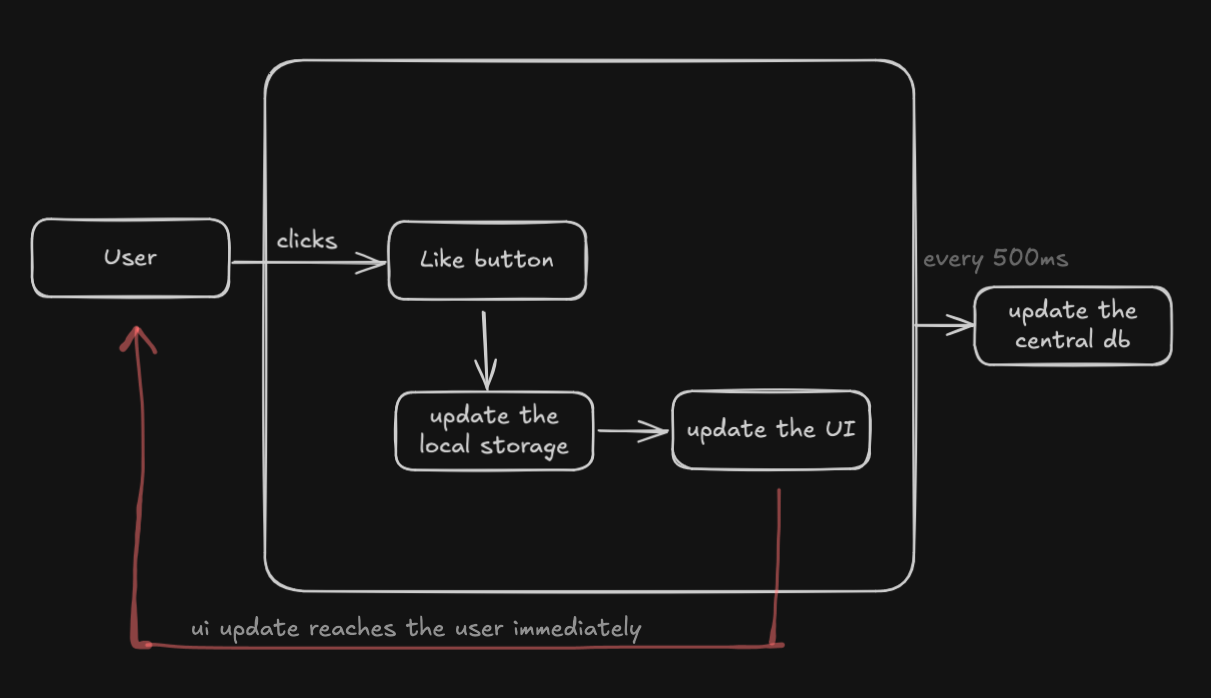 clicks
User
Like button
every 500ms
update the
central db
update the
local storage
update the UI
ui update reaches the user immediately